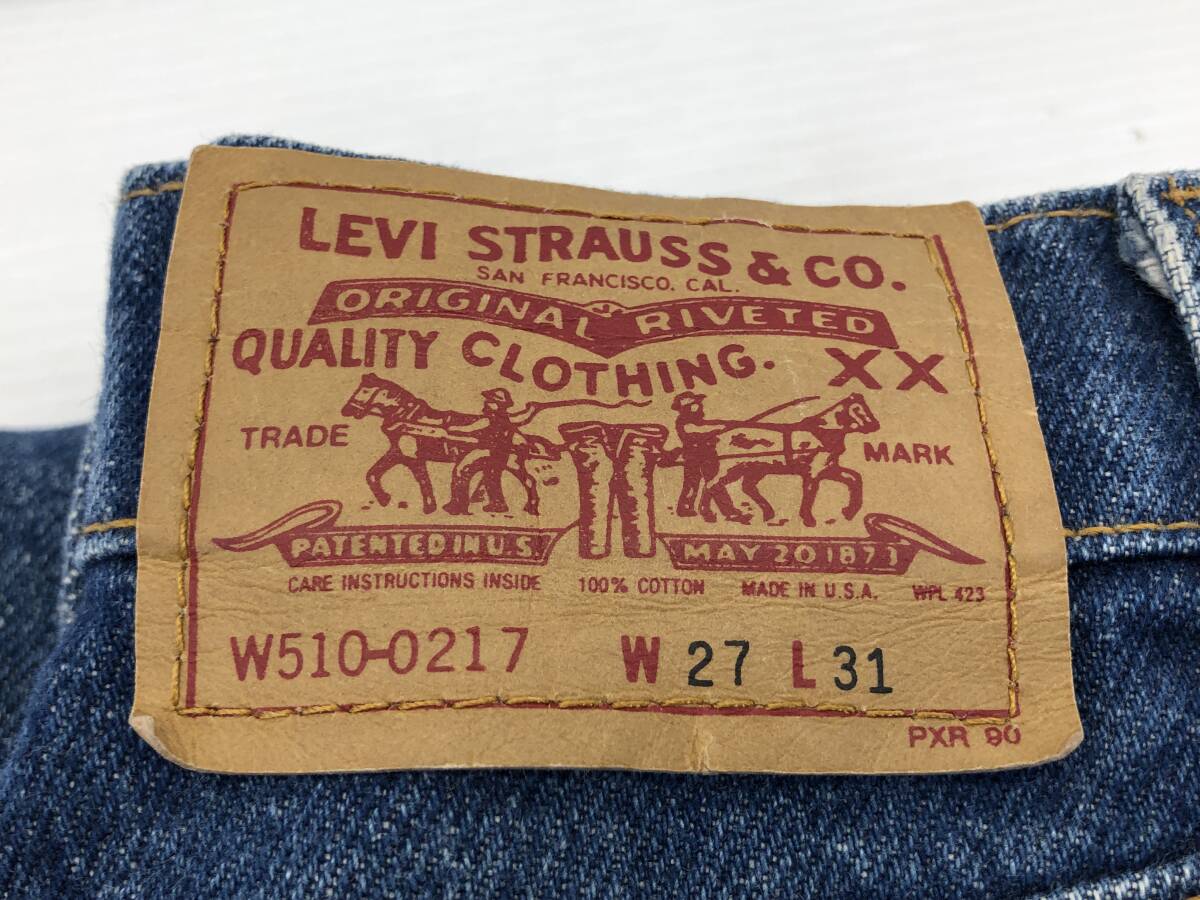 LEVI STRAUSS & CO.
SAN FRANCISCO, CAL.
ORIGINAL RIVETED
QUALITY CLOTHING. XX
TRADE MARK
PATENTED IN U.S. MAY 20 1873
CARE INSTRUCTIONS INSIDE 100% COTTON MADE IN U.S.A. WPL 423
W510-0217 W 27 L 31
PXR 90